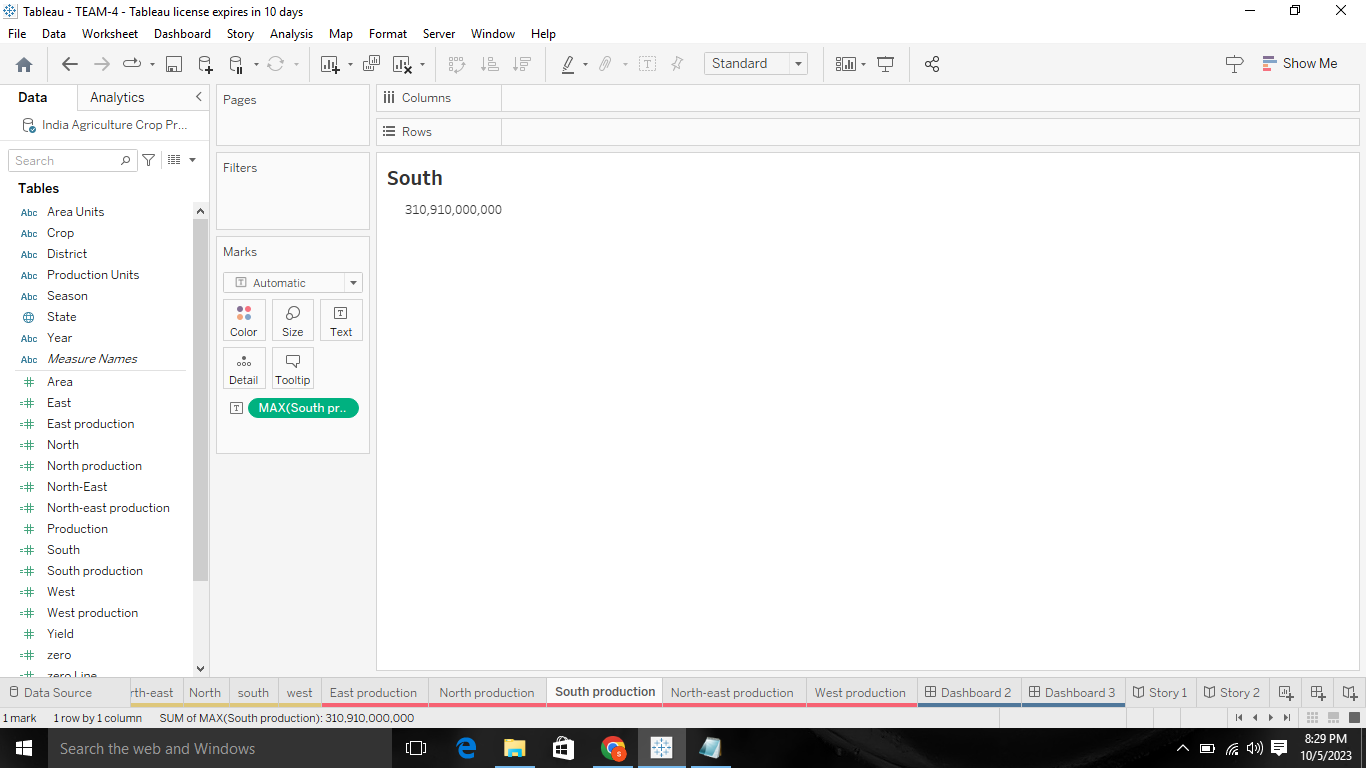 Tableau - TEAM-4 - Tableau license expires in 10 days
File Data Worksheet Dashboard Story Analysis Map Format Server Window Help
Standard
Show Me
Data Analytics
India Agriculture Crop Pr...
Search
Tables
Abc Area Units
Abc Crop
Abc District
Abc Production Units
Abc Season
State
Abc Year
Abc Measure Names
# Area
=# East
=# East production
=# North
=# North production
=# North-East
=# North-east production
# Production
=# South
=# South production
=# West
=# West production
# Yield
=# zero
zero Line
Pages
Filters
Marks
T Automatic
Color Size T Text
Detail Tooltip
T MAX(South pr..
Columns
Rows
South
310,910,000,000
Data Source rth-east North south west East production North production South production North-east production West production Dashboard 2 Dashboard 3 Story 1 Story 2
1 mark 1 row by 1 column SUM of MAX(South production): 310,910,000,000
Search the web and Windows
S
8:29 PM
10/5/2023